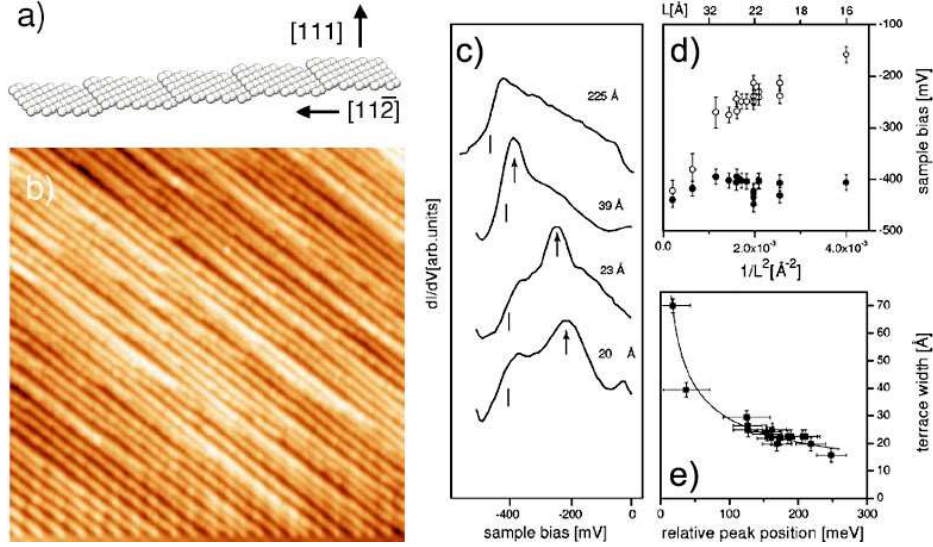 a)
[111]
[112̅]
b)
c)
225 Å
39 Å
23 Å
20 Å
dI/dV[arb.units]
-400 -200 0
sample bias [mV]
d)
L[Å] 32 22 18 16
-100
-200
-300
-400
-500
sample bias [mV]
0.0 2.0x10⁻³ 4.0x10⁻³
1/L²[Å⁻²]
e)
70
60
50
40
30
20
10
0
terrace width [Å]
0 100 200 300
relative peak position [meV]